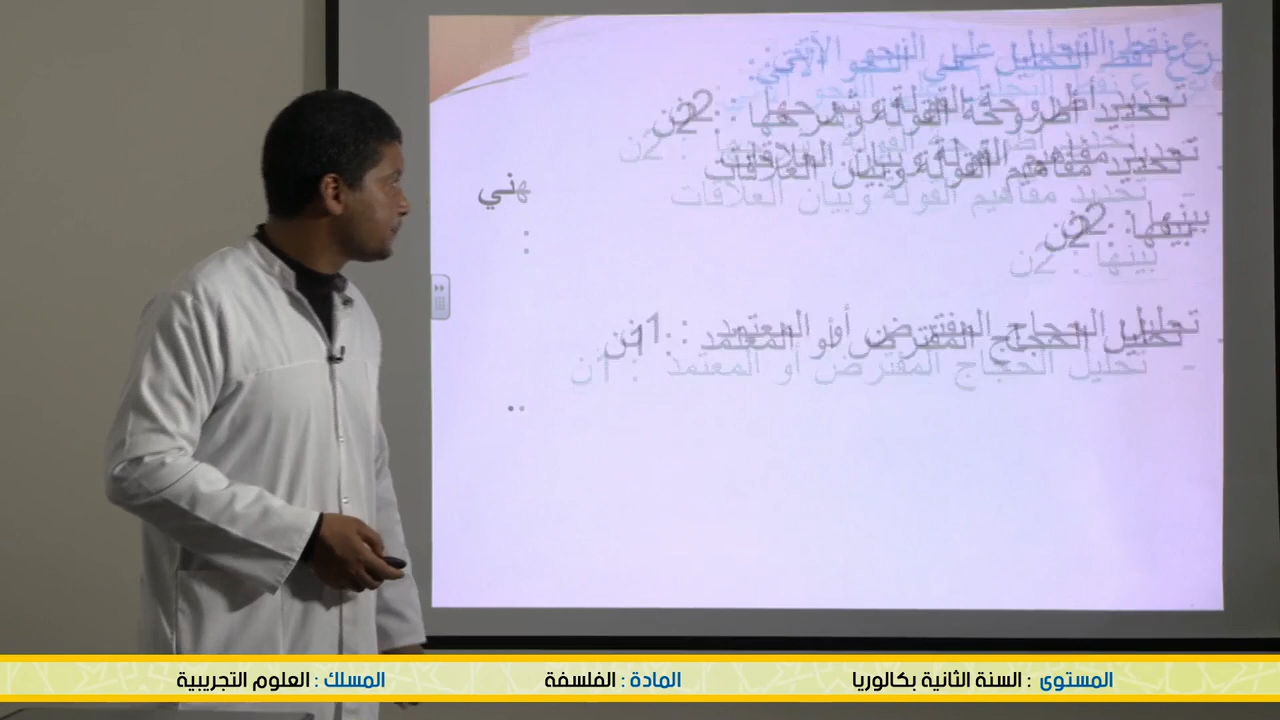 توزع نقط التحليل على النحو الآتي :
- تحديد أطروحة القولة وشرحها : 2ن
- تحديد مفاهيم القولة وبيان العلاقات
بينها : 2ن
- تحليل الحجاج المفترض أو المعتمد : 1ن
المستوى : السنة الثانية بكالوريا
المادة : الفلسفة
المسلك : العلوم التجريبية